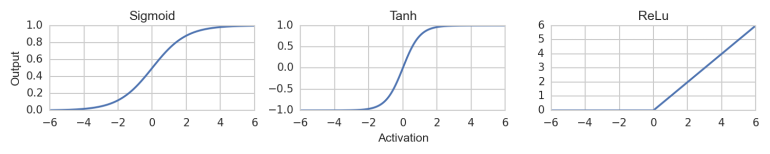 Sigmoid
Output
1.0
0.8
0.6
0.4
0.2
0.0
−6 −4 −2 0 2 4 6
Tanh
1.0
0.5
0.0
−0.5
−1.0
−6 −4 −2 0 2 4 6
Activation
ReLu
6
5
4
3
2
1
0
−6 −4 −2 0 2 4 6